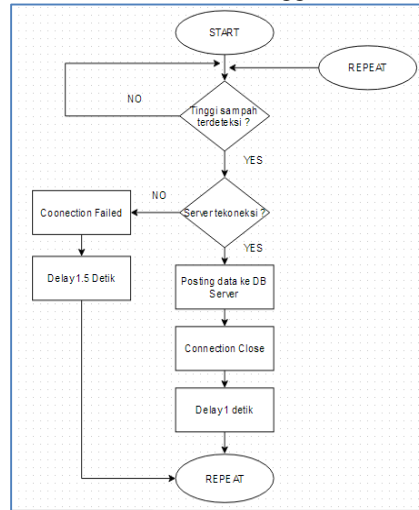 START
REPEAT
NO
Tinggi sampah
terdeteksi ?
YES
NO
Server tekoneksi ?
Coonection Failed
YES
Delay 1.5 Detik
Posting data ke DB
Server
Connection Close
Delay 1 detik
REPEAT